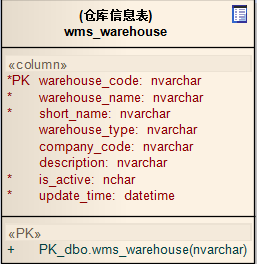 (仓库信息表)
wms_warehouse
«column»
*PK warehouse_code: nvarchar
* warehouse_name: nvarchar
* short_name: nvarchar
warehouse_type: nvarchar
company_code: nvarchar
description: nvarchar
* is_active: nchar
* update_time: datetime
«PK»
+ PK_dbo.wms_warehouse(nvarchar)